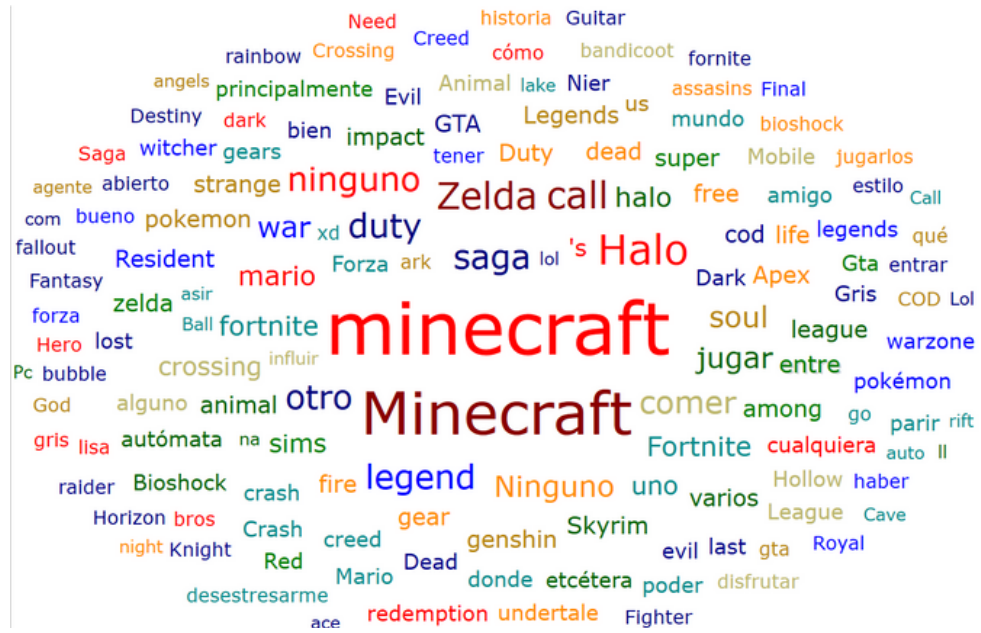 Need historia Guitar
rainbow Crossing Creed cómo bandicoot fornite
angels principalmente Evil Animal lake Nier assasins Final
Destiny dark bien impact GTA Legends us mundo bioshock
Saga witcher gears tener Duty dead super Mobile jugarlos
agente abierto strange ninguno Zelda call halo free amigo estilo Call
com bueno pokemon war xd duty saga lol 's Halo cod life legends qué
fallout Resident mario Forza ark Dark Apex Gta entrar
Fantasy zelda asir minecraft soul Gris COD Lol
forza Ball fortnite league warzone
Hero lost crossing influir jugar entre
Pc bubble otro Minecraft comer pokémon
God alguno animal among go parir rift
gris lisa autómata na sims Fortnite cualquiera auto ll
raider Bioshock crash fire legend Ninguno uno varios Hollow haber
Horizon bros Crash creed gear genshin Skyrim League Cave
night Knight Red Mario Dead donde etcétera evil last gta Royal
desestresarme poder disfrutar
ace redemption undertale Fighter